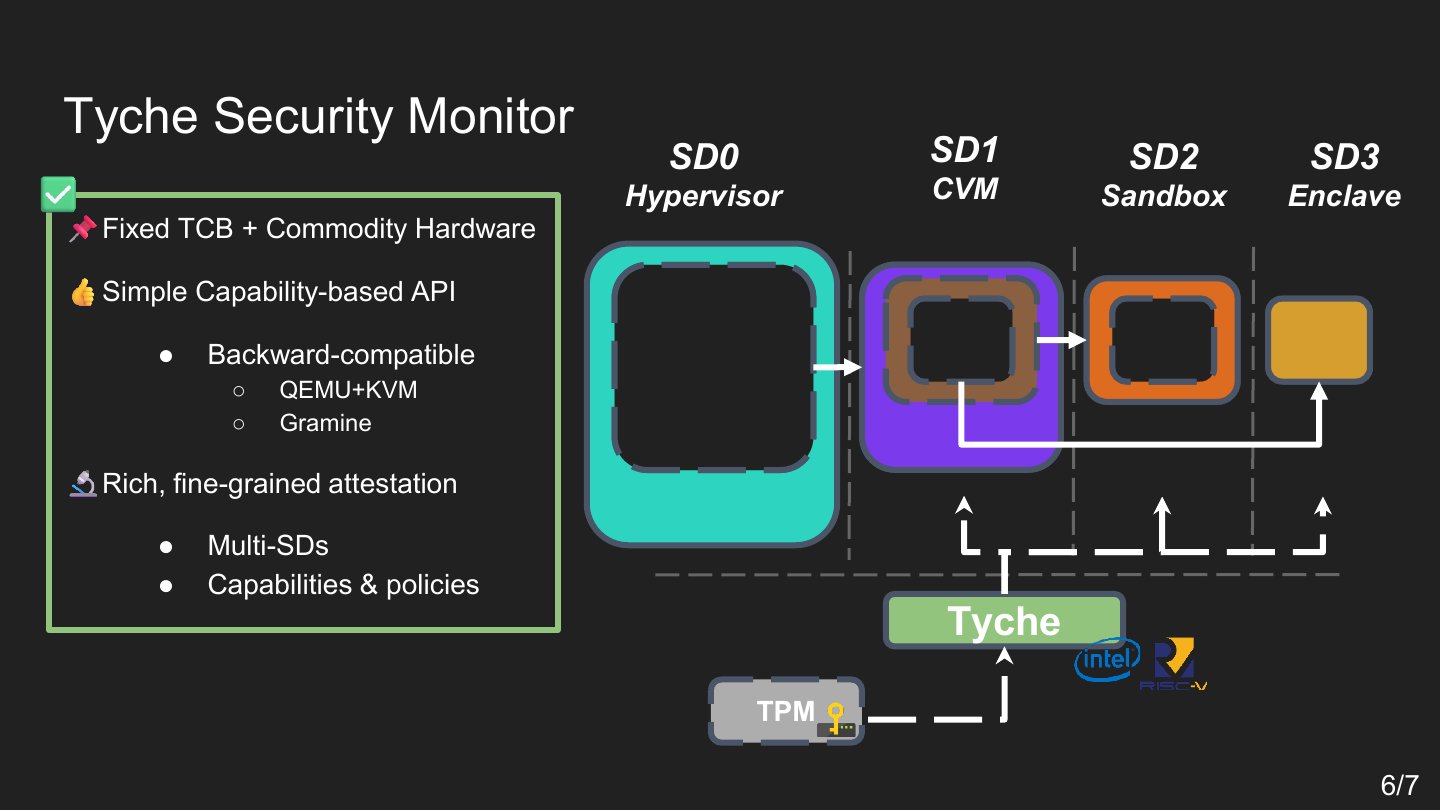 Tyche Security Monitor
Fixed TCB + Commodity Hardware
Simple Capability-based API
● Backward-compatible
○ QEMU+KVM
○ Gramine
Rich, fine-grained attestation
● Multi-SDs
● Capabilities & policies
SD0
Hypervisor
SD1
CVM
SD2
Sandbox
SD3
Enclave
Tyche
intel
RISC-V
TPM
6/7